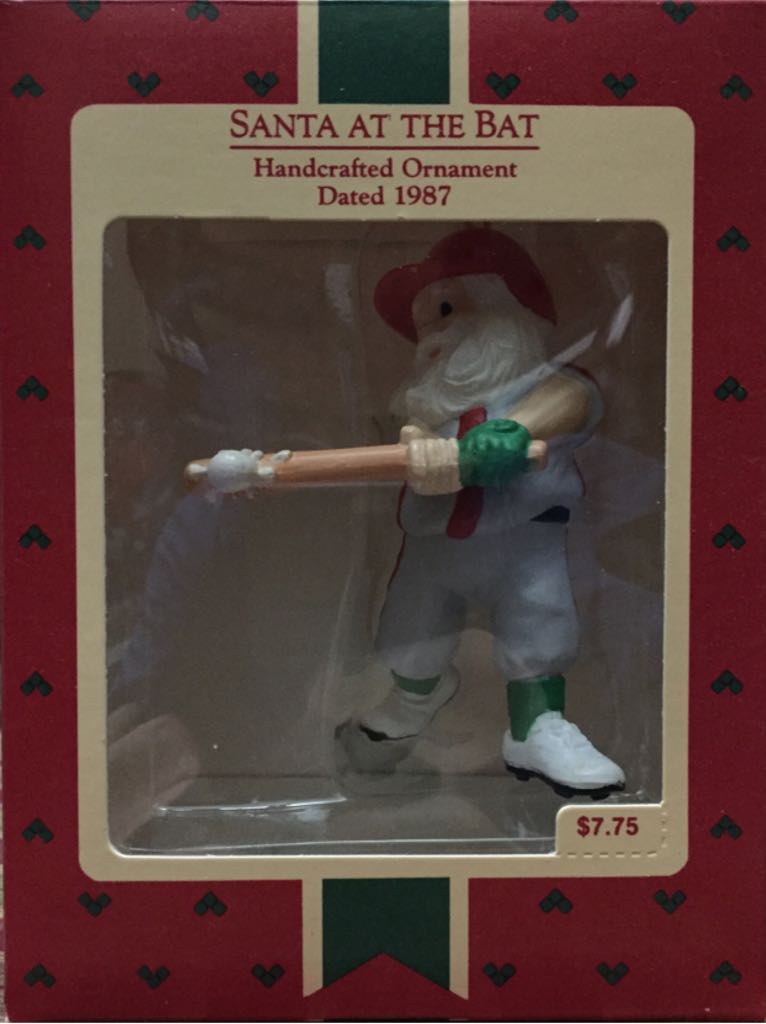 SANTA AT THE BAT
Handcrafted Ornament
Dated 1987
$7.75